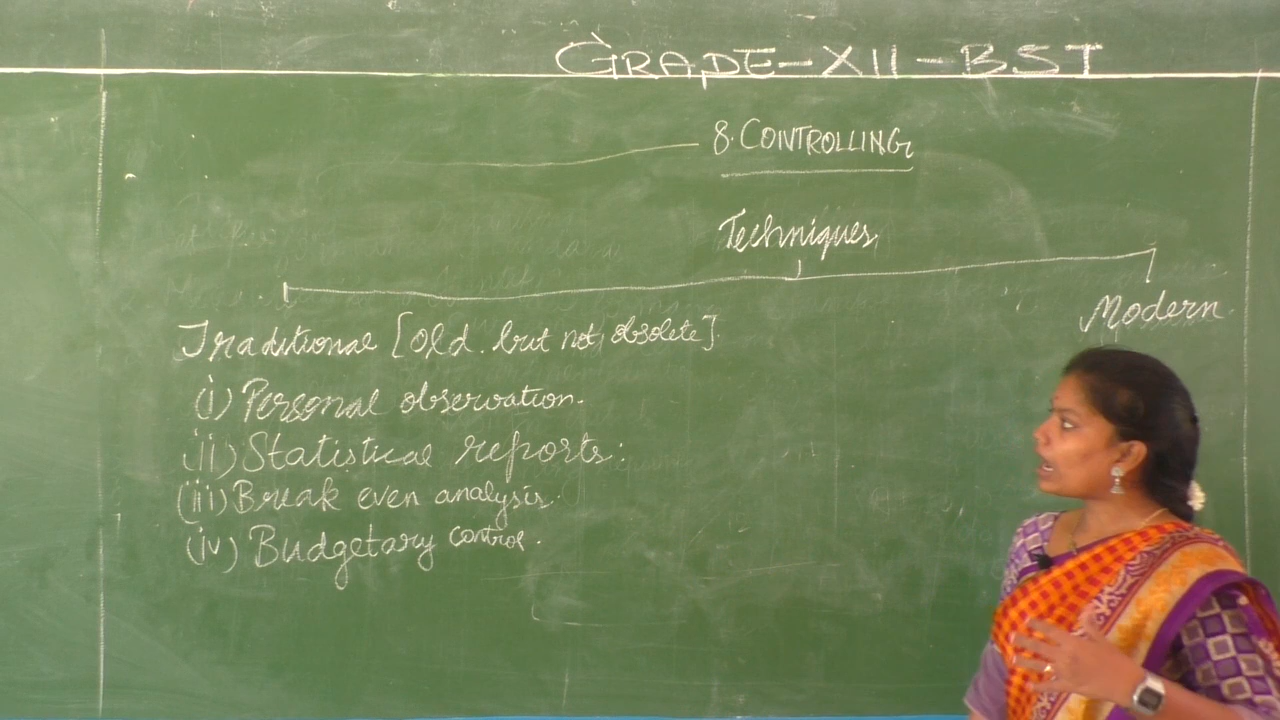 GRADE-XII-BST
8. CONTROLLING
Techniques
Modern
Traditional [Old but not obsolete].
(i) Personal observation.
(ii) Statistical reports.
(iii) Break even analysis.
(iv) Budgetary control.